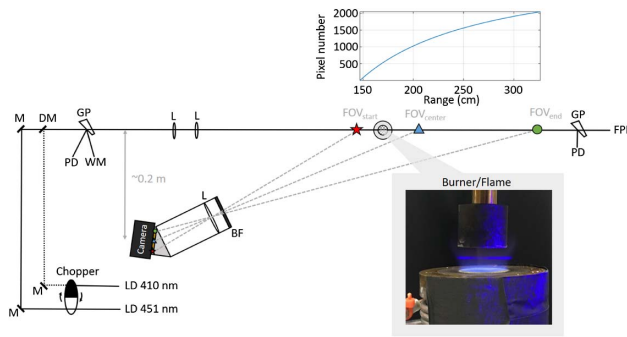 2000
1500
1000
500
Pixel number
150
200
250
300
Range (cm)
M
DM
GP
L
L
FOVstart
FOVcenter
FOVend
GP
FPI
PD
WM
PD
~0.2 m
Burner/Flame
L
Camera
BF
Chopper
M
LD 410 nm
M
LD 451 nm